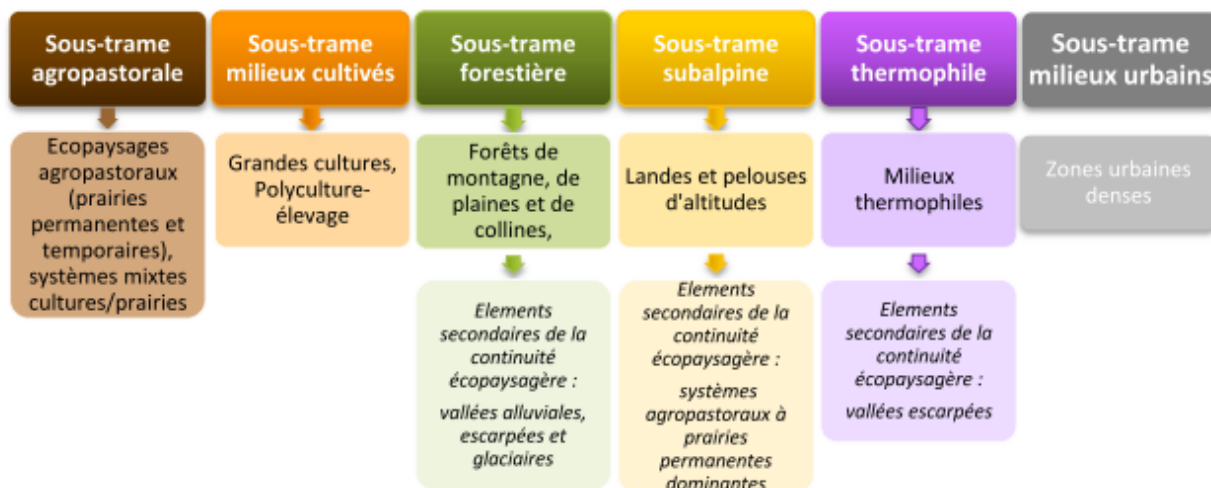 Sous-trame
agropastorale
Sous-trame
milieux cultivés
Sous-trame
forestière
Sous-trame
subalpine
Sous-trame
thermophile
Sous-trame
milieux urbains
Ecopaysages
agropastoraux
(prairies
permanentes et
temporaires),
systèmes mixtes
cultures/prairies
Grandes cultures,
Polyculture-
élevage
Forêts de
montagne, de
plaines et de
collines,
Landes et pelouses
d'altitudes
Milieux
thermophiles
Zones urbaines
denses
Elements
secondaires de la
continuité
écopaysagère :
vallées alluviales,
escarpées et
glaciaires
Elements
secondaires de la
continuité
écopaysagère :
systèmes
agropastoraux à
prairies
permanentes
dominantes
Elements
secondaires de la
continuité
écopaysagère :
vallées escarpées